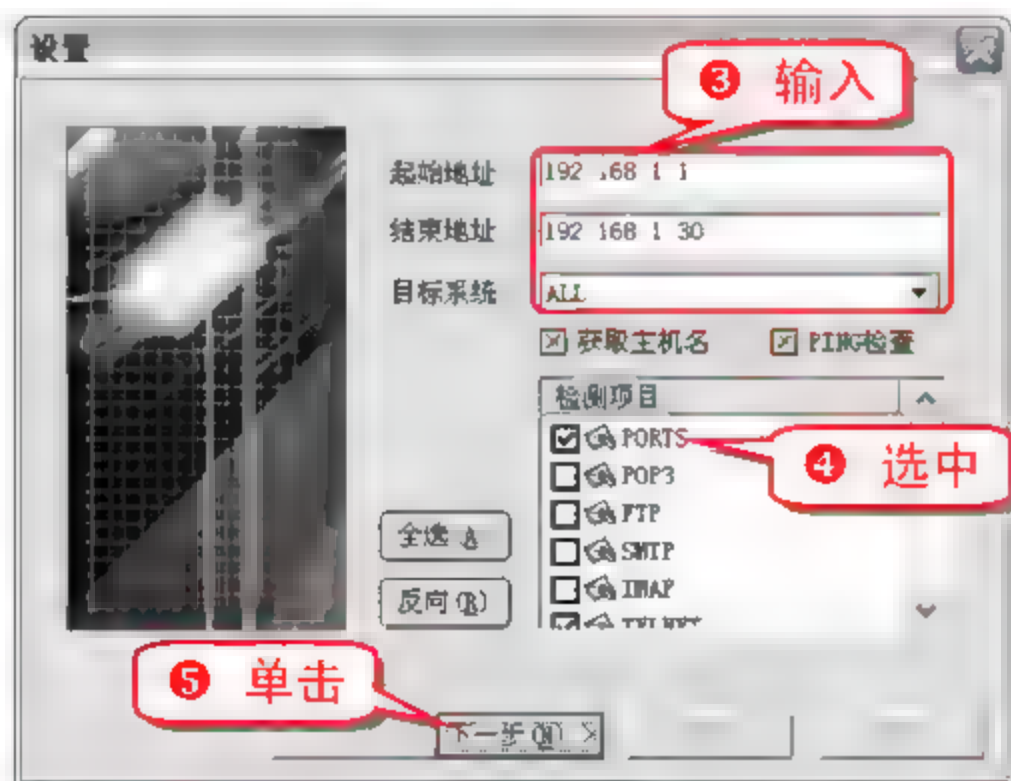 设置
❸ 输入
起始地址 192 168 1 1
结束地址 192 168 1 30
目标系统 ALL
获取主机名 PING检查
检测项目
PORTS
❹ 选中
POP3
FTP
全选 A
SMTP
IMAP
反向(R)
TELNET
❺ 单击
下一步(N) >